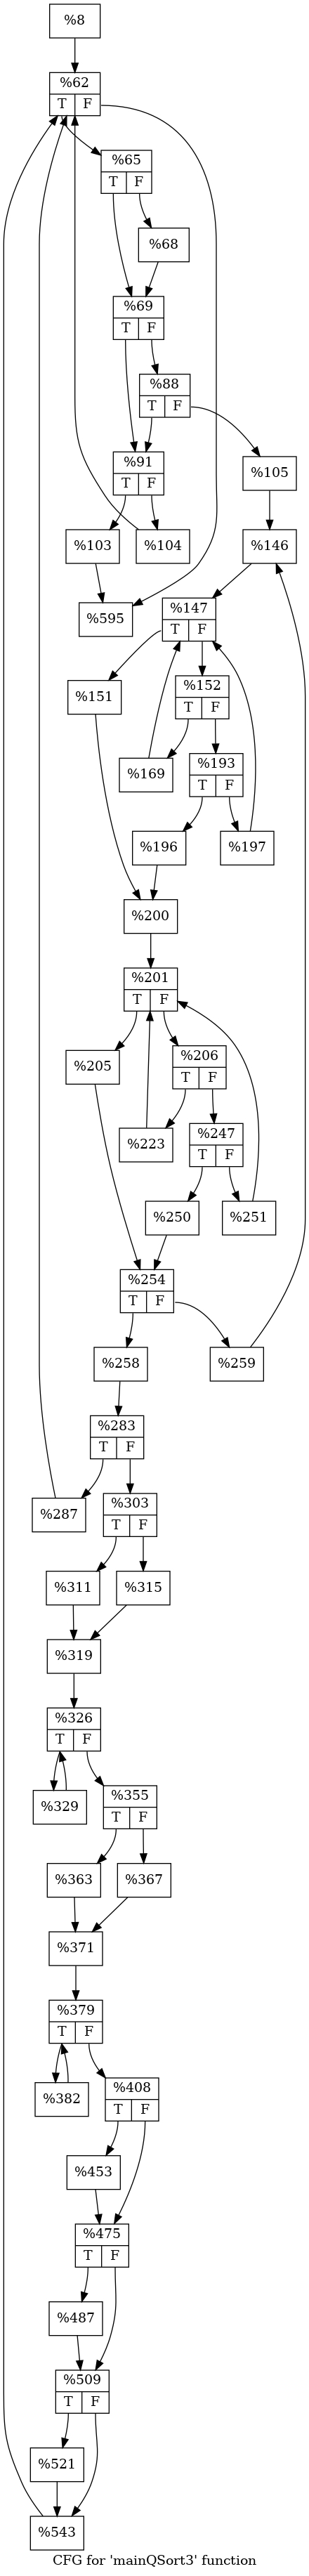 %8
%62
T F
%65
T F
%68
%69
T F
%88
T F
%91
T F
%105
%103
%104
%146
%595
%147
T F
%151
%152
T F
%169
%193
T F
%196
%197
%200
%201
T F
%205
%206
T F
%223
%247
T F
%250
%251
%254
T F
%258
%259
%283
T F
%287
%303
T F
%311
%315
%319
%326
T F
%329
%355
T F
%363
%367
%371
%379
T F
%382
%408
T F
%453
%475
T F
%487
%509
T F
%521
%543
CFG for 'mainQSort3' function